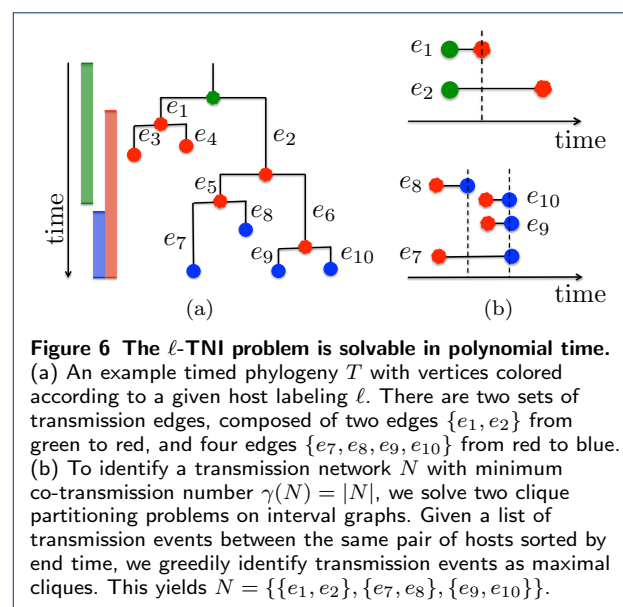 time
e₁
e₂
e₃
e₄
e₅
e₆
e₇
e₈
e₉
e₁₀
(a)
e₁
e₂
time
e₈
e₁₀
e₉
e₇
time
(b)
Figure 6 The ℓ-TNI problem is solvable in polynomial time.
(a) An example timed phylogeny T with vertices colored
according to a given host labeling ℓ. There are two sets of
transmission edges, composed of two edges {e₁, e₂} from
green to red, and four edges {e₇, e₈, e₉, e₁₀} from red to blue.
(b) To identify a transmission network N with minimum
co-transmission number γ(N) = |N|, we solve two clique
partitioning problems on interval graphs. Given a list of
transmission events between the same pair of hosts sorted by
end time, we greedily identify transmission events as maximal
cliques. This yields N = {{e₁, e₂}, {e₇, e₈}, {e₉, e₁₀}}.